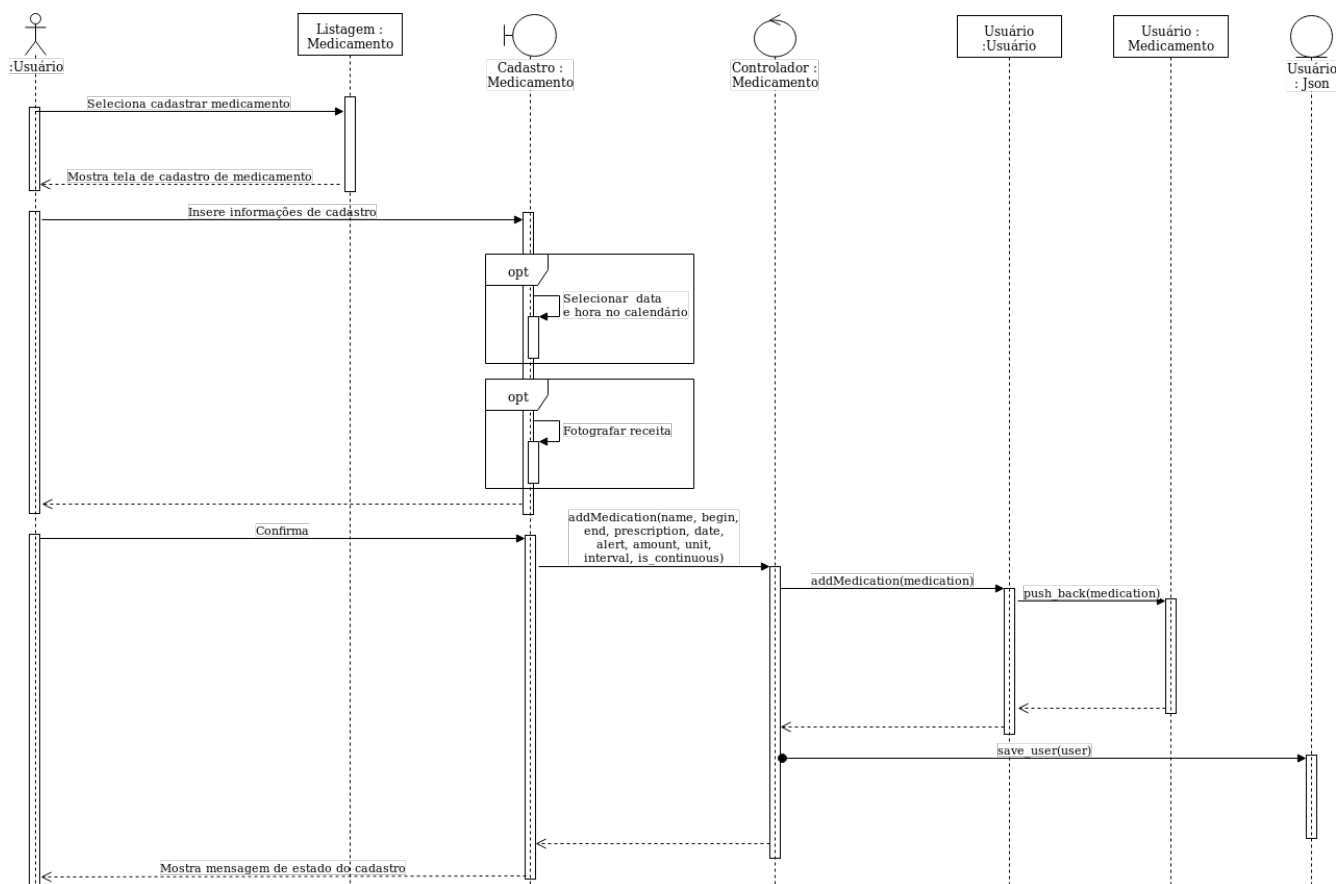 :Usuário
Listagem :
Medicamento
Cadastro :
Medicamento
Controlador :
Medicamento
Usuário
:Usuário
Usuário :
Medicamento
Usuário
: Json
Seleciona cadastrar medicamento
Mostra tela de cadastro de medicamento
Insere informações de cadastro
opt
Selecionar data
e hora no calendário
opt
Fotografar receita
Confirma
addMedication(name, begin,
end, prescription, date,
alert, amount, unit,
interval, is_continuous)
addMedication(medication)
push_back(medication)
save_user(user)
Mostra mensagem de estado do cadastro